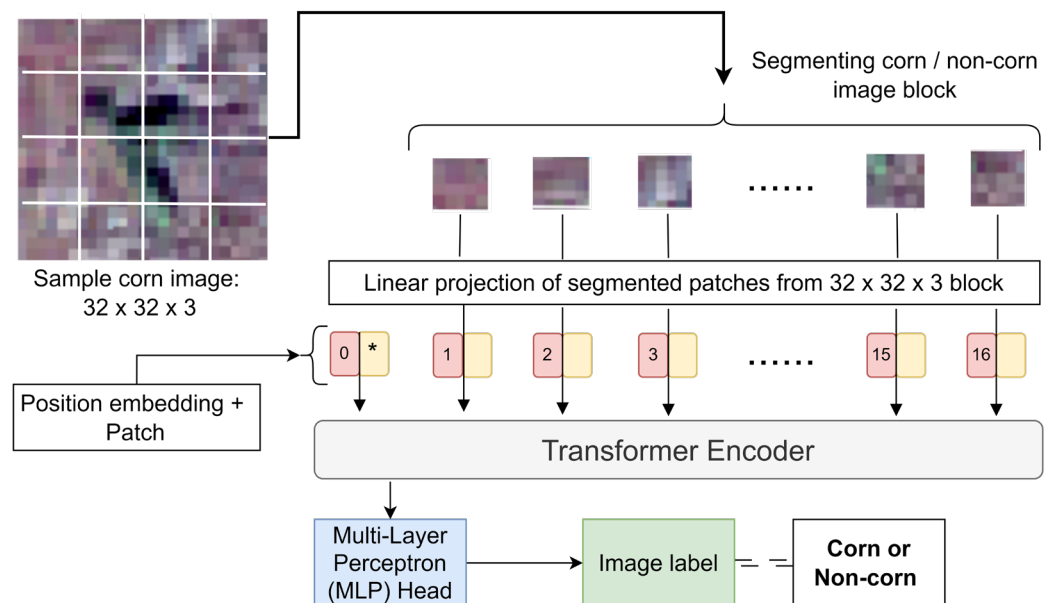 Segmenting corn / non-corn
image block
Sample corn image:
32 x 32 x 3
......
Linear projection of segmented patches from 32 x 32 x 3 block
0 * 1 2 3 ...... 15 16
Position embedding +
Patch
Transformer Encoder
Multi-Layer
Perceptron
(MLP) Head
Image label
Corn or
Non-corn